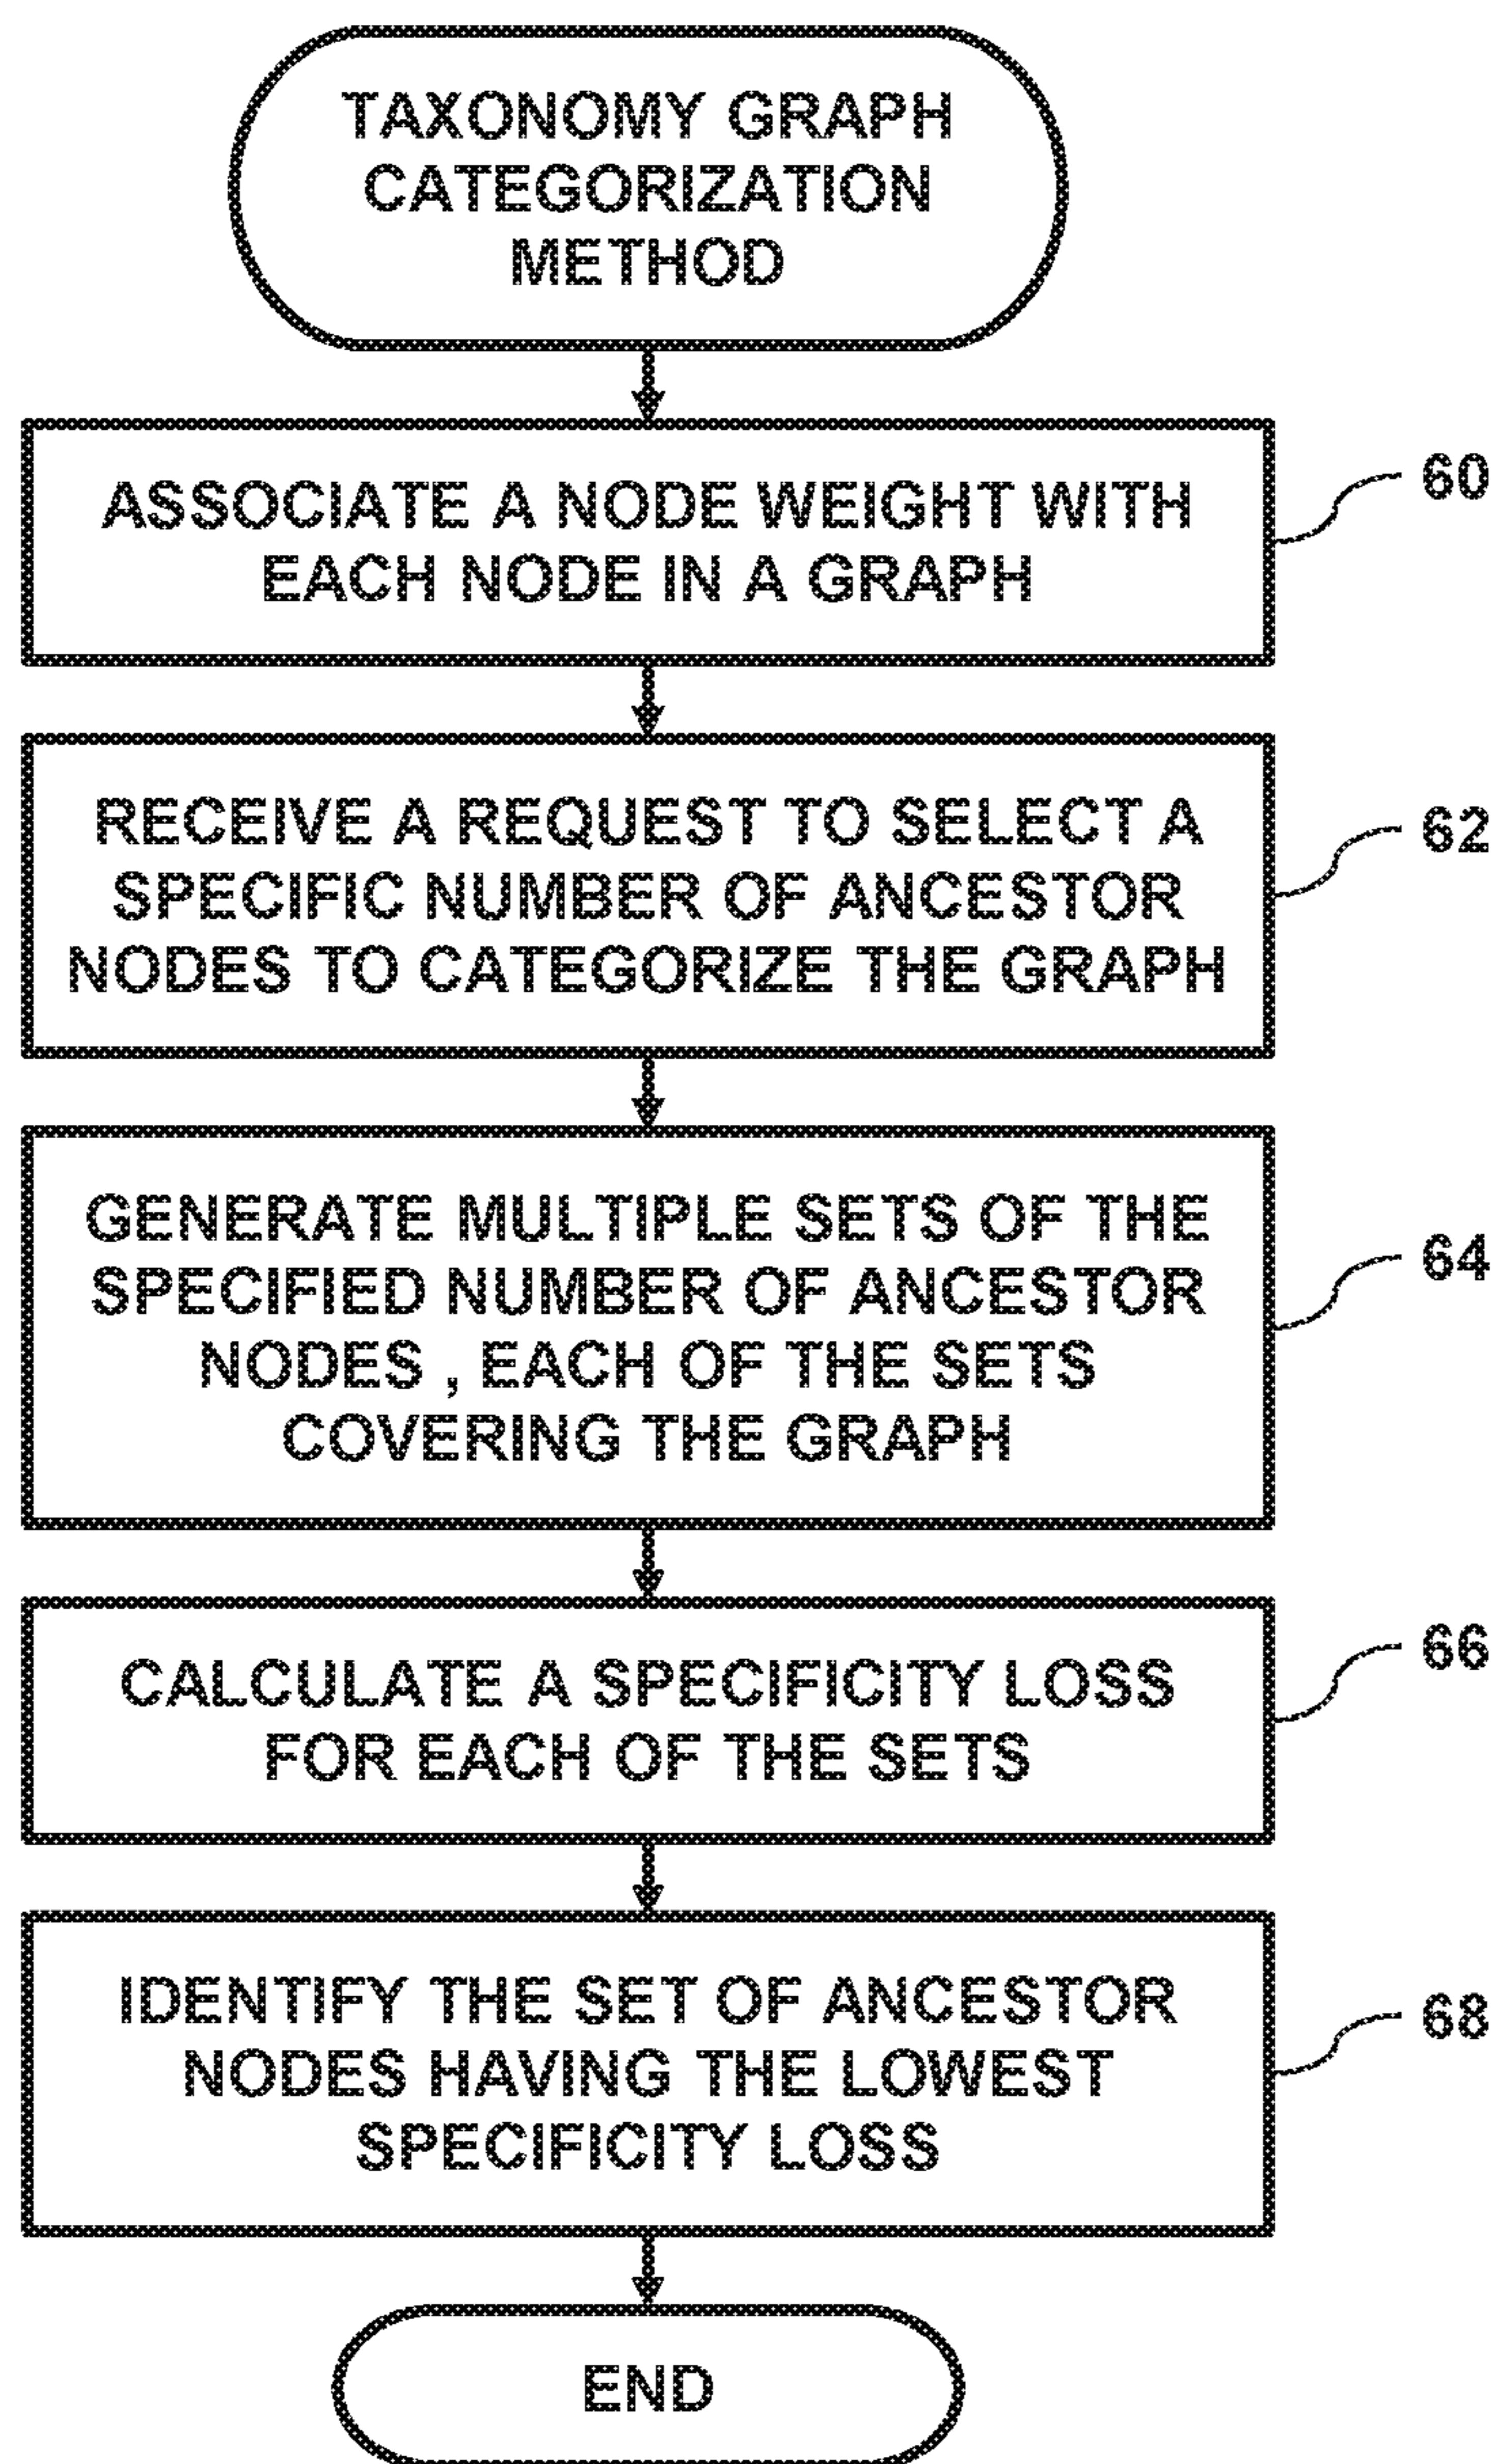 TAXONOMY GRAPH
CATEGORIZATION
METHOD
ASSOCIATE A NODE WEIGHT WITH
EACH NODE IN A GRAPH
60
RECEIVE A REQUEST TO SELECT A
SPECIFIC NUMBER OF ANCESTOR
NODES TO CATEGORIZE THE GRAPH
62
GENERATE MULTIPLE SETS OF THE
SPECIFIED NUMBER OF ANCESTOR
NODES , EACH OF THE SETS
COVERING THE GRAPH
64
CALCULATE A SPECIFICITY LOSS
FOR EACH OF THE SETS
66
IDENTIFY THE SET OF ANCESTOR
NODES HAVING THE LOWEST
SPECIFICITY LOSS
68
END